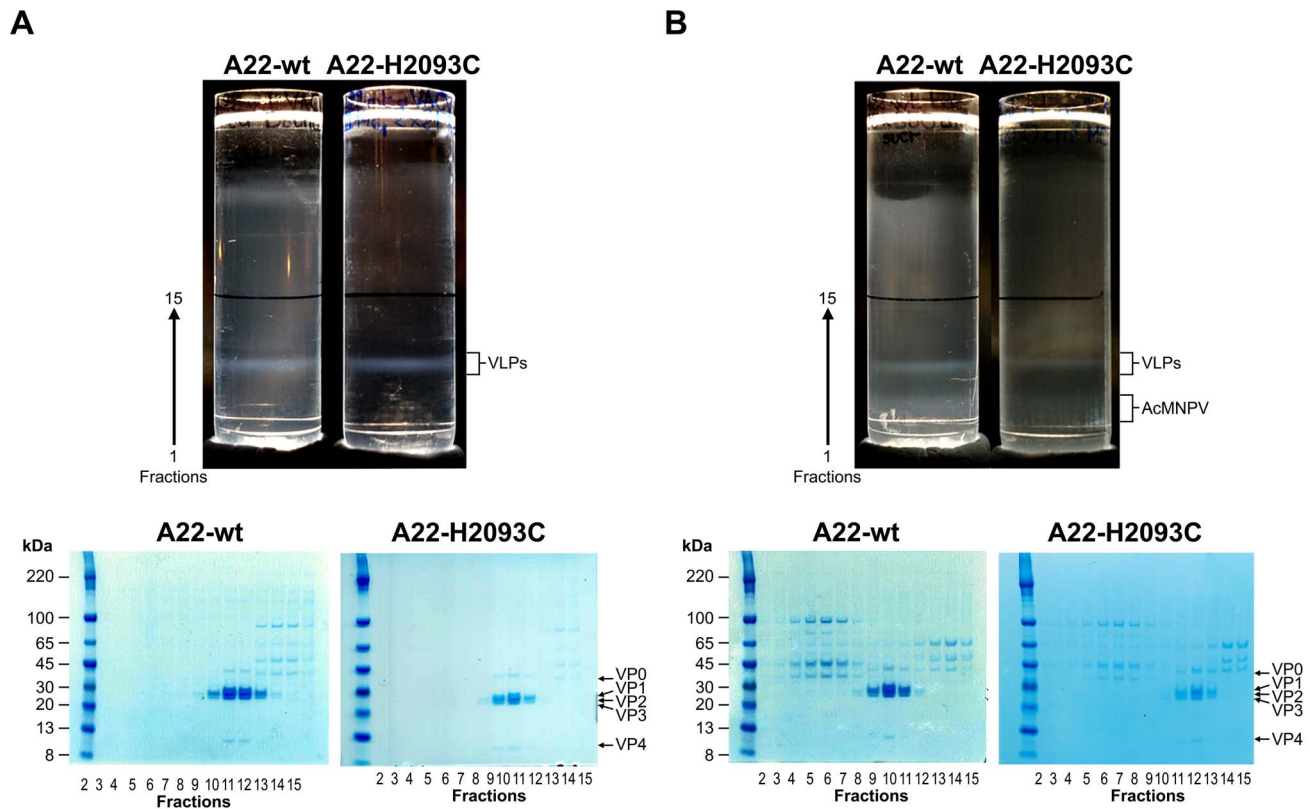 A
B
A22-wt A22-H2093C
A22-wt A22-H2093C
suct
15
VLPs
1
Fractions
15
VLPs
AcMNPV
1
Fractions
A22-wt
A22-H2093C
A22-wt
A22-H2093C
kDa
220
100
65
45
30
20
13
8
VP0
VP1
VP2
VP3
VP4
2 3 4 5 6 7 8 9 10 11 12 13 14 15
Fractions
2 3 4 5 6 7 8 9 10 11 12 13 14 15
Fractions
kDa
220
100
65
45
30
20
13
8
VP0
VP1
VP2
VP3
VP4
2 3 4 5 6 7 8 9 10 11 12 13 14 15
Fractions
2 3 4 5 6 7 8 9 10 11 12 13 14 15
Fractions